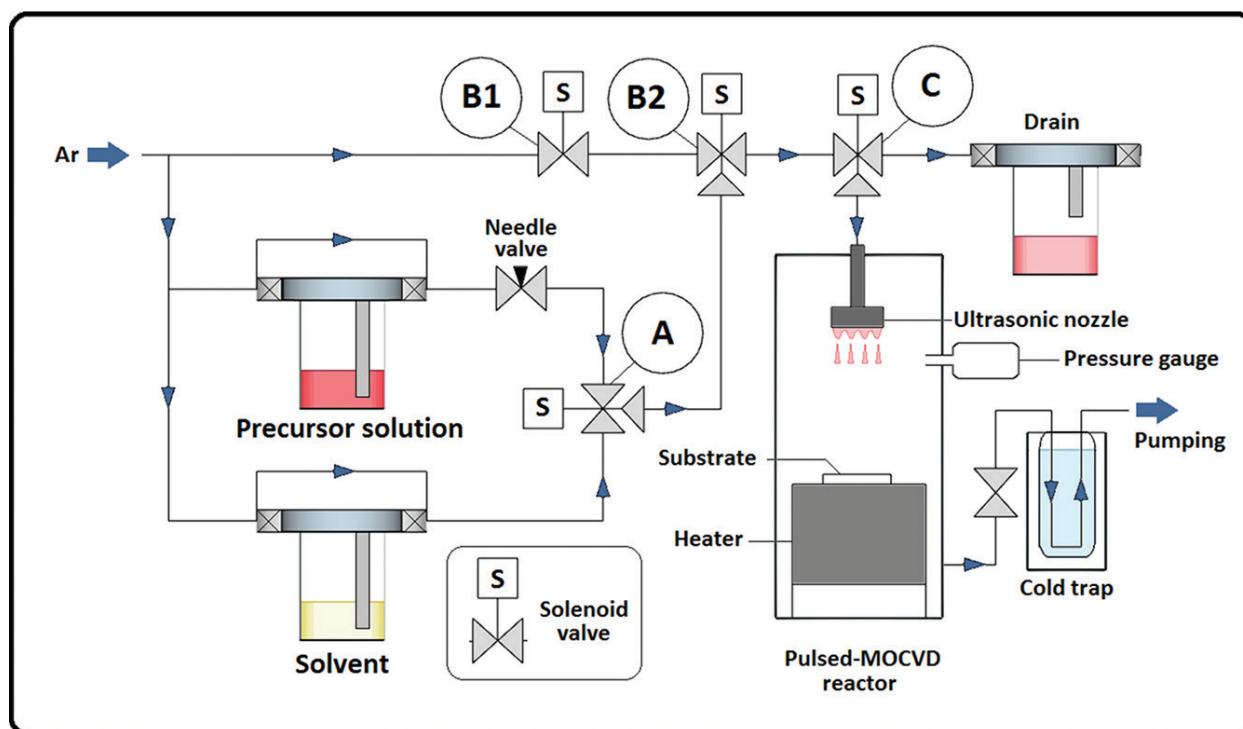 B1
S
B2
S
S
C
Drain
Ar
Needle
valve
Ultrasonic nozzle
Pressure gauge
A
S
Precursor solution
Pumping
Substrate
Heater
Cold trap
S
Solenoid
valve
Solvent
Pulsed-MOCVD
reactor